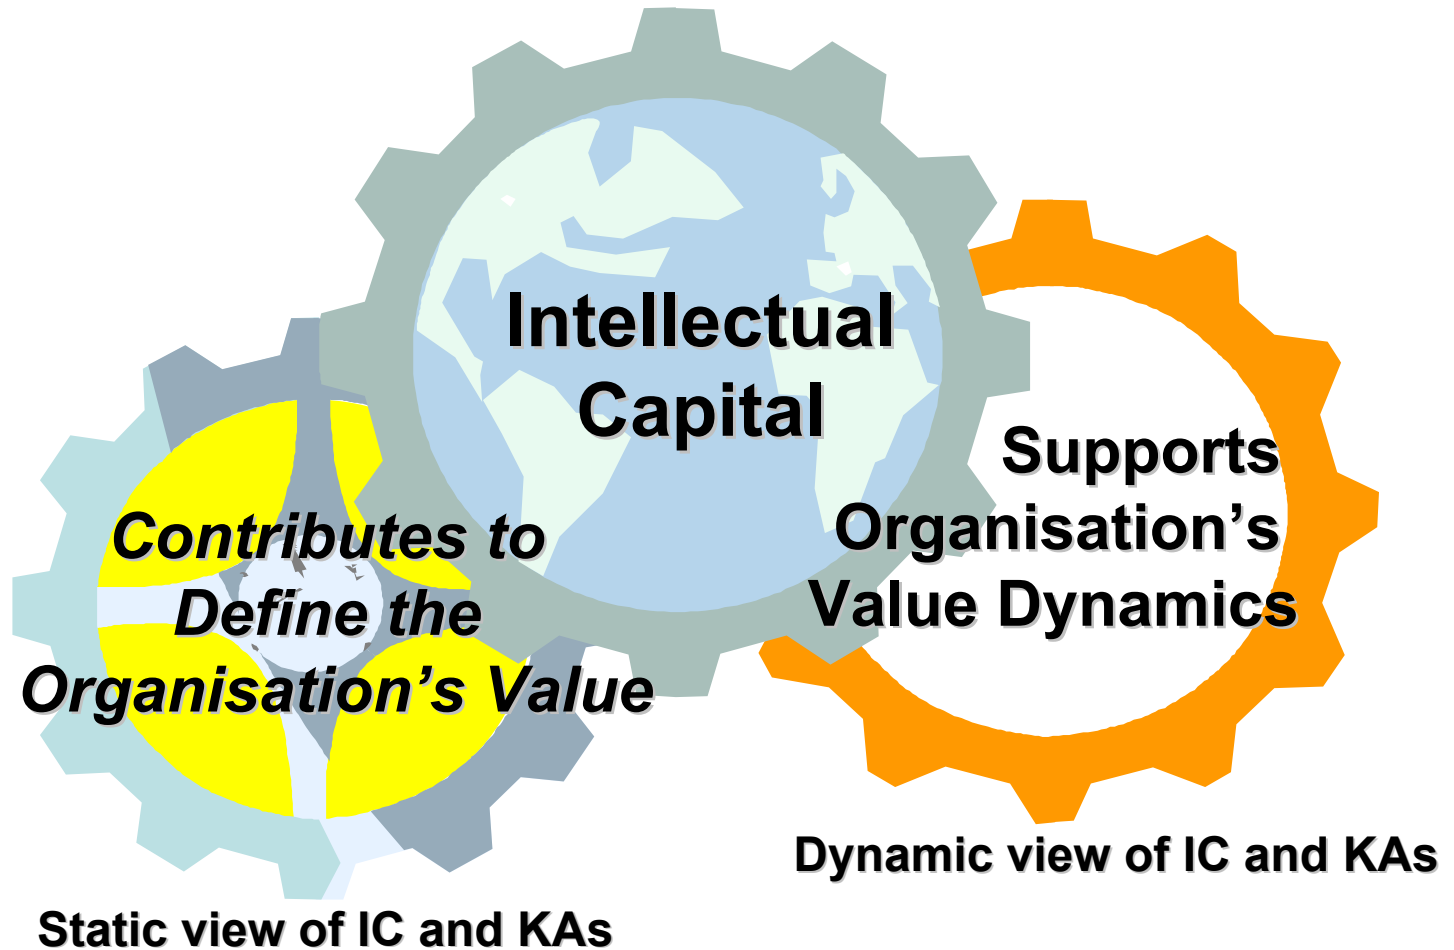 Intellectual
Capital
Contributes to
Define the
Organisation’s Value
Supports
Organisation’s
Value Dynamics
Dynamic view of IC and KAs
Static view of IC and KAs